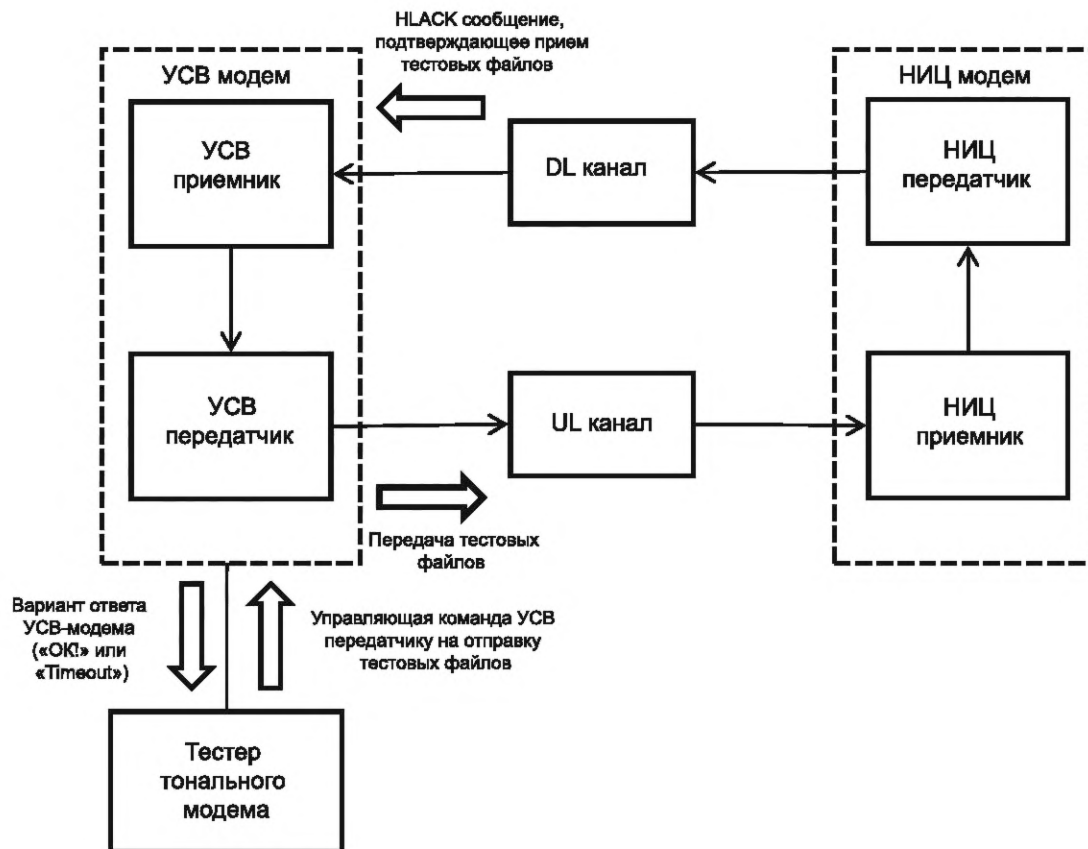 HLACK сообщение,
подтверждающее прием
тестовых файлов
УСВ модем
НИЦ модем
УСВ
приемник
DL канал
НИЦ
передатчик
УСВ
передатчик
UL канал
НИЦ
приемник
Передача тестовых
файлов
Вариант ответа
УСВ-модема
(«ОК!» или
«Timeout»)
Управляющая команда УСВ
передатчику на отправку
тестовых файлов
Тестер
тонального
модема